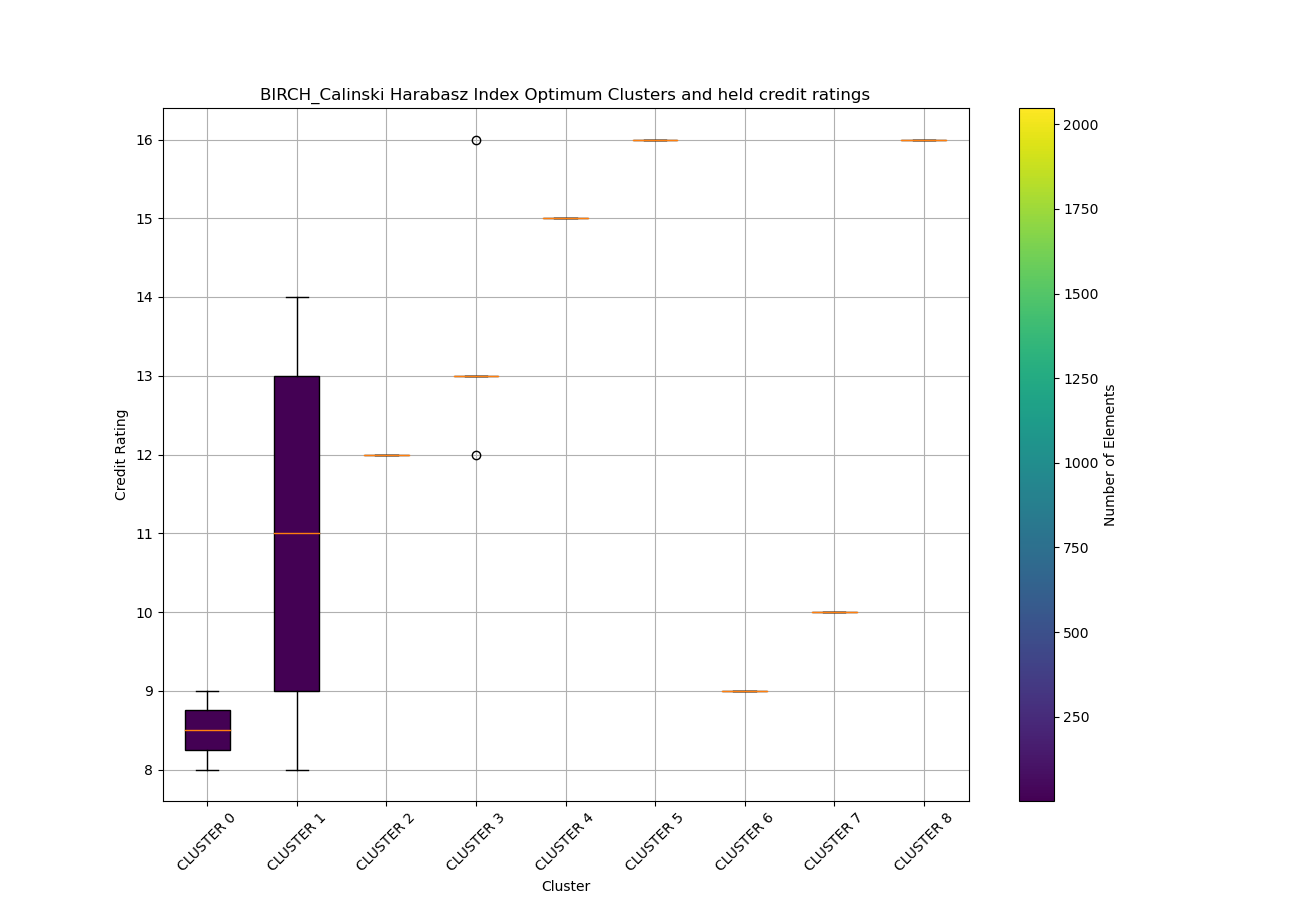 BIRCH_Calinski Harabasz Index Optimum Clusters and held credit ratings
Credit Rating
16
15
14
13
12
11
10
9
8
CLUSTER 0
CLUSTER 1
CLUSTER 2
CLUSTER 3
CLUSTER 4
CLUSTER 5
CLUSTER 6
CLUSTER 7
CLUSTER 8
Cluster
2000
1750
1500
1250
1000
750
500
250
Number of Elements